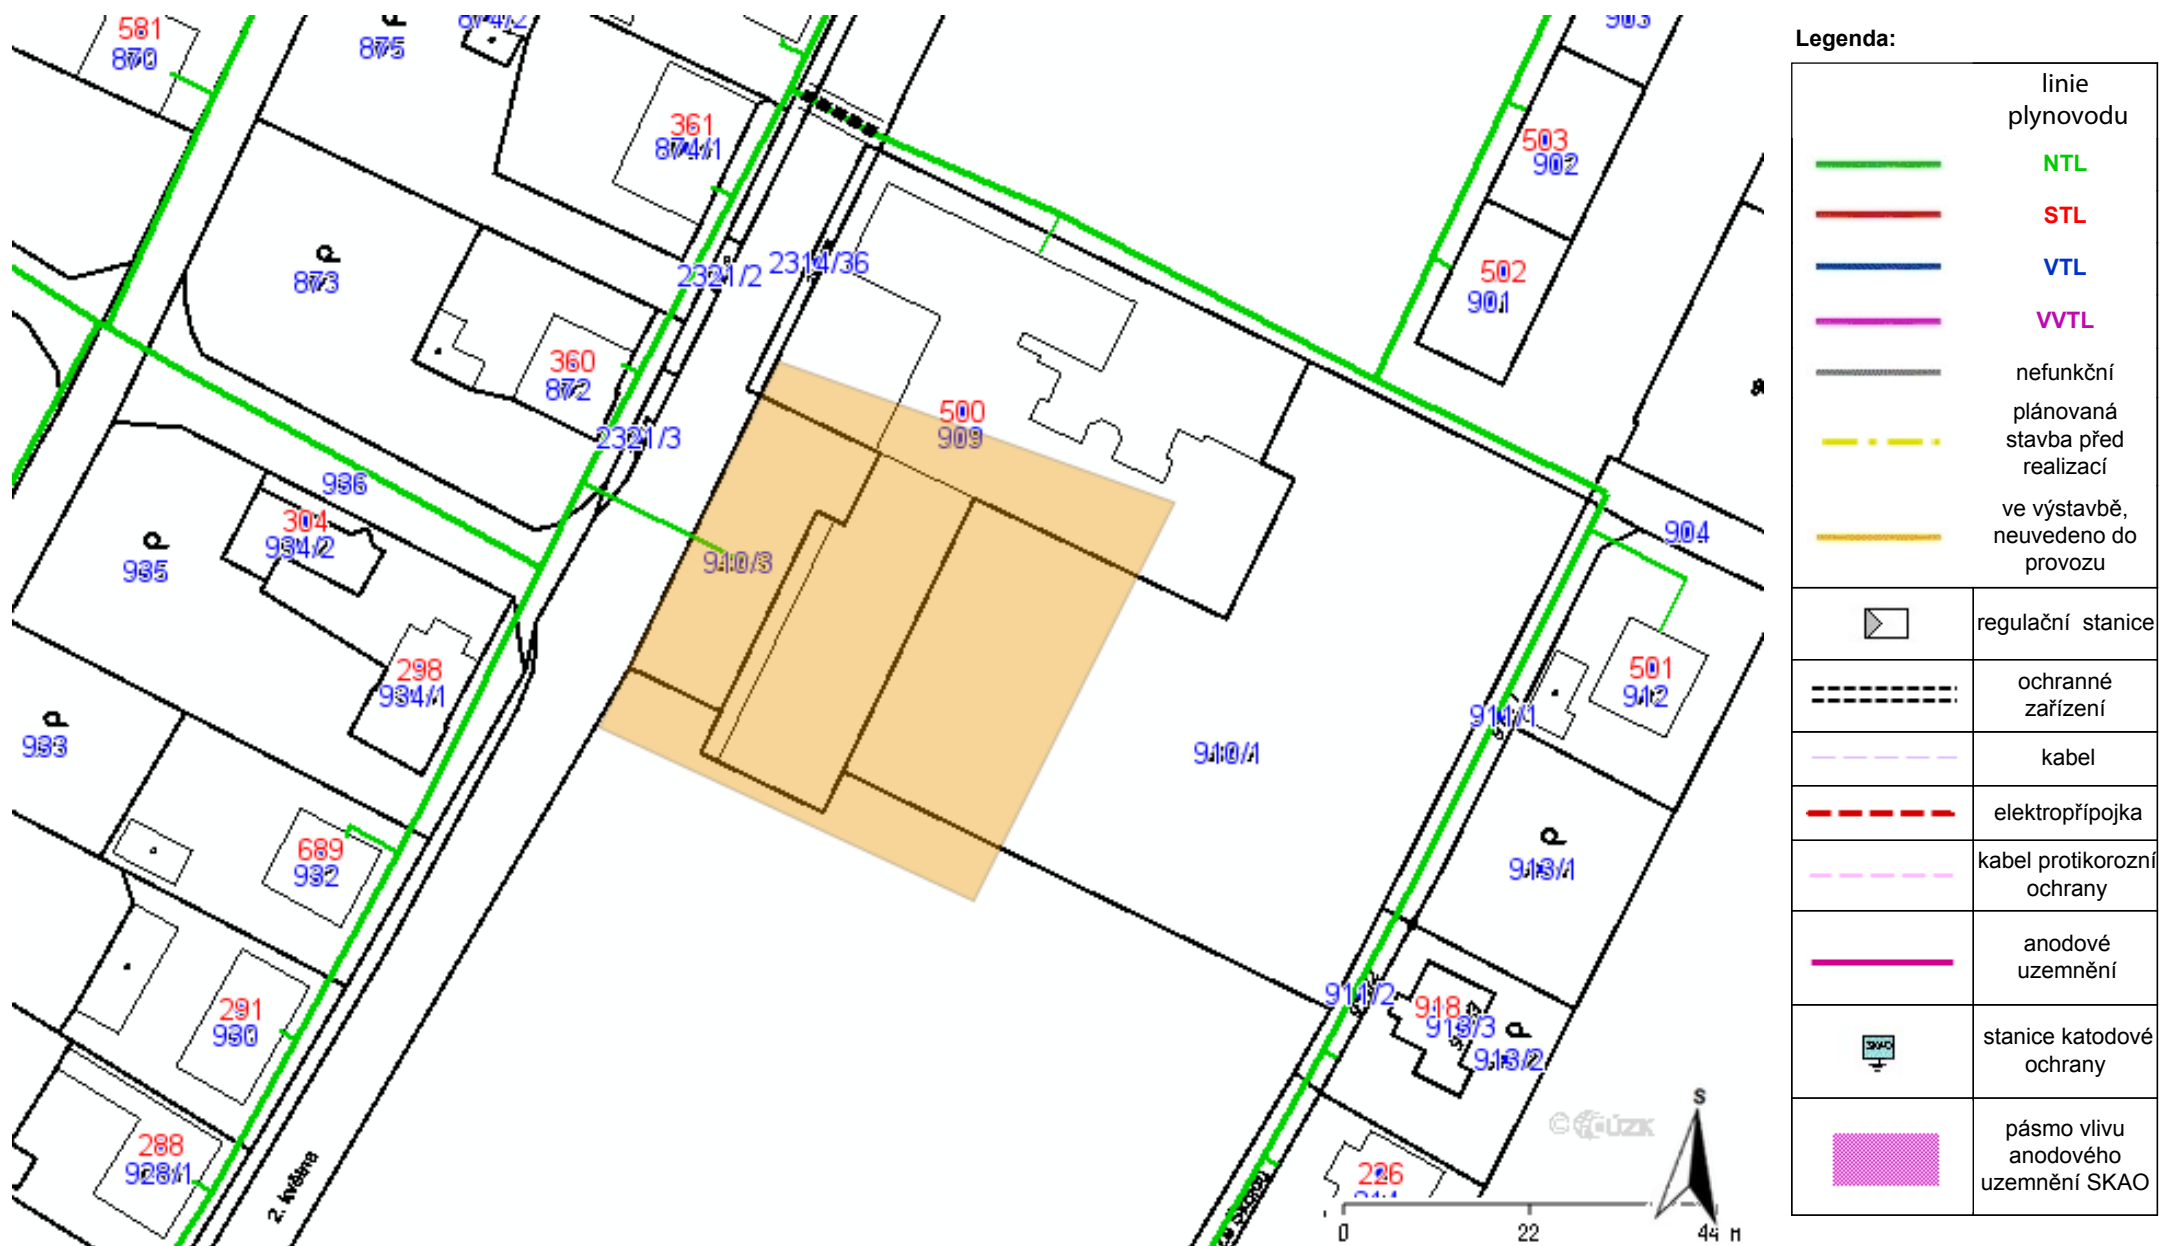 581
870
875
874/2
361
874/1
903
503
902
502
901
873
2321/2
2314/36
360
872
500
909
2321/3
936
304
934/2
935
910/3
904
298
934/1
933
501
912
911/1
910/1
689
932
913/1
291
930
911/2
918
913/3
913/2
288
928/1
2. května
226
© ČÚZK
S
0
22
44 M
Legenda:
linie
plynovodu
NTL
STL
VTL
VVTL
nefunkční
plánovaná
stavba před
realizací
ve výstavbě,
neuvedeno do
provozu
regulační stanice
ochranné
zařízení
kabel
elektropřípojka
kabel protikorozní
ochrany
anodové
uzemnění
SKAO
stanice katodové
ochrany
pásmo vlivu
anodového
uzemnění SKAO